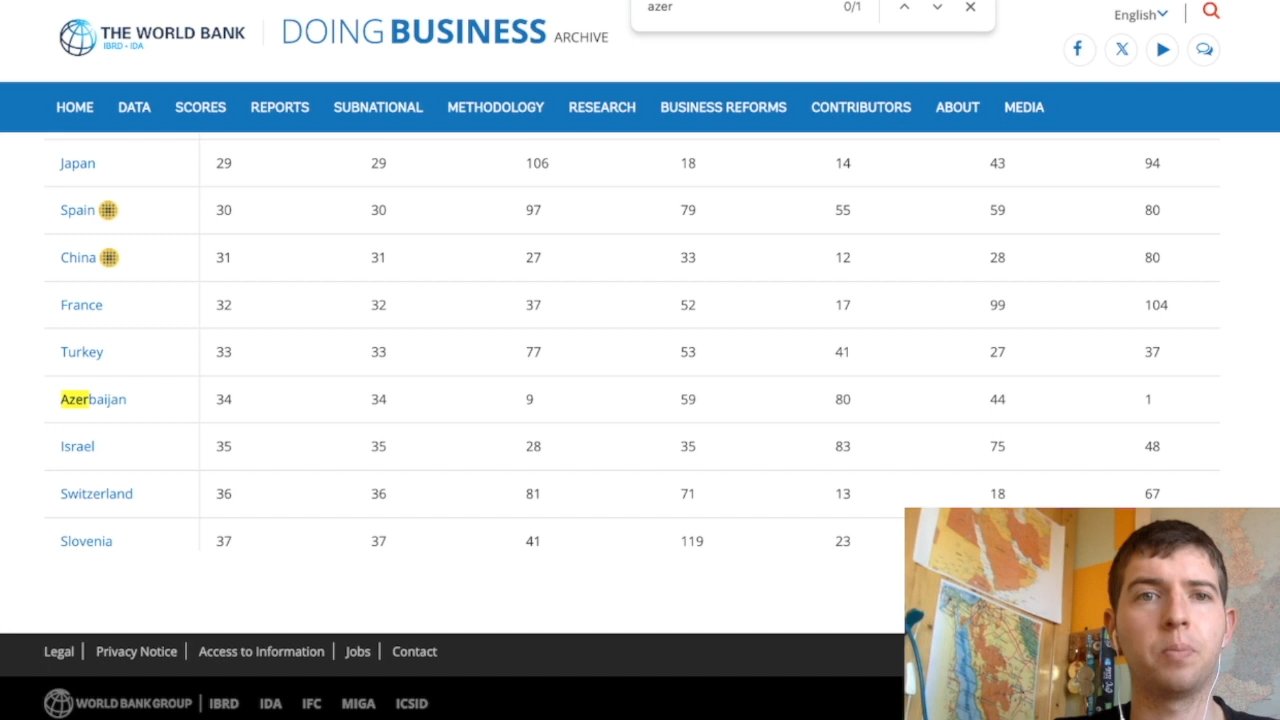 azer 0/1
English
THE WORLD BANK
IBRD • IDA
DOING BUSINESS ARCHIVE
HOME DATA SCORES REPORTS SUBNATIONAL METHODOLOGY RESEARCH BUSINESS REFORMS CONTRIBUTORS ABOUT MEDIA
Japan 29 29 106 18 14 43 94
Spain 30 30 97 79 55 59 80
China 31 31 27 33 12 28 80
France 32 32 37 52 17 99 104
Turkey 33 33 77 53 41 27 37
Azerbaijan 34 34 9 59 80 44 1
Israel 35 35 28 35 83 75 48
Switzerland 36 36 81 71 13 18 67
Slovenia 37 37 41 119 23
Legal | Privacy Notice | Access to Information | Jobs | Contact
WORLD BANK GROUP | IBRD IDA IFC MIGA ICSID